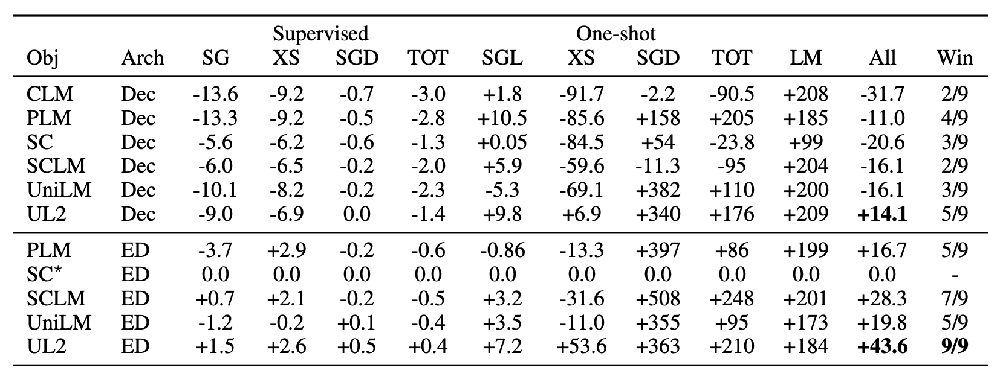 Supervised One-shot
Obj Arch SG XS SGD TOT SGL XS SGD TOT LM All Win
CLM Dec -13.6 -9.2 -0.7 -3.0 +1.8 -91.7 -2.2 -90.5 +208 -31.7 2/9
PLM Dec -13.3 -9.2 -0.5 -2.8 +10.5 -85.6 +158 +205 +185 -11.0 4/9
SC Dec -5.6 -6.2 -0.6 -1.3 +0.05 -84.5 +54 -23.8 +99 -20.6 3/9
SCLM Dec -6.0 -6.5 -0.2 -2.0 +5.9 -59.6 -11.3 -95 +204 -16.1 2/9
UniLM Dec -10.1 -8.2 -0.2 -2.3 -5.3 -69.1 +382 +110 +200 -16.1 3/9
UL2 Dec -9.0 -6.9 0.0 -1.4 +9.8 +6.9 +340 +176 +209 +14.1 5/9
PLM ED -3.7 +2.9 -0.2 -0.6 -0.86 -13.3 +397 +86 +199 +16.7 5/9
SC⋆ ED 0.0 0.0 0.0 0.0 0.0 0.0 0.0 0.0 0.0 0.0 -
SCLM ED +0.7 +2.1 -0.2 -0.5 +3.2 -31.6 +508 +248 +201 +28.3 7/9
UniLM ED -1.2 -0.2 +0.1 -0.4 +3.5 -11.0 +355 +95 +173 +19.8 5/9
UL2 ED +1.5 +2.6 +0.5 +0.4 +7.2 +53.6 +363 +210 +184 +43.6 9/9